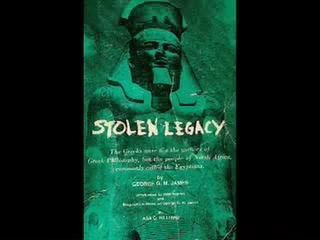 STOLEN LEGACY
The Greeks were not the authors of
Greek Philosophy, but the people of North Africa,
commonly called the Egyptians.
by
GEORGE G. M. JAMES